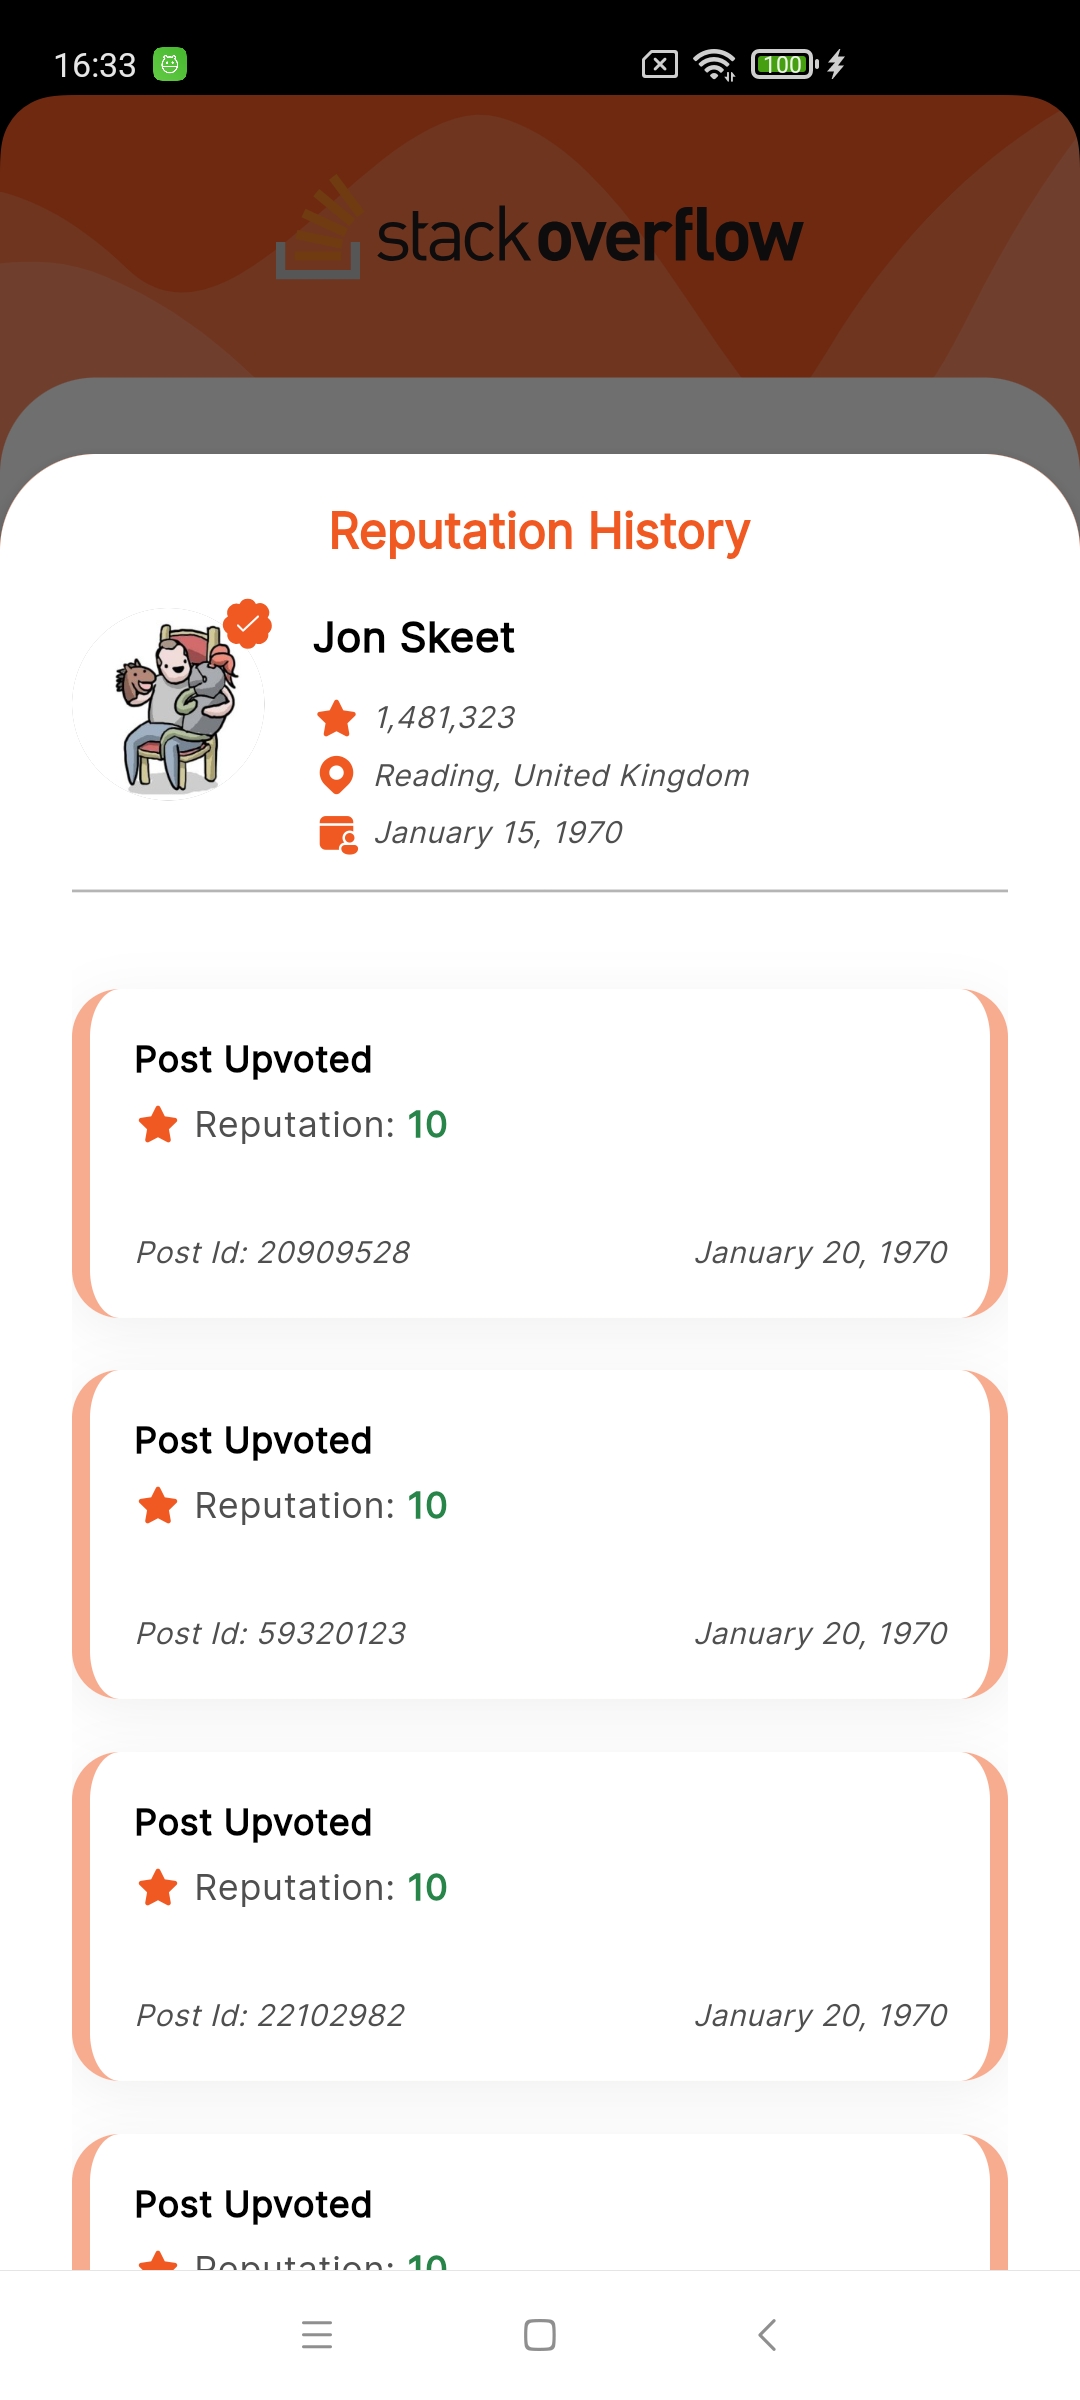 16:33
100
stackoverflow
Reputation History
Jon Skeet
1,481,323
Reading, United Kingdom
January 15, 1970
Post Upvoted
Reputation: 10
Post Id: 20909528 January 20, 1970
Post Upvoted
Reputation: 10
Post Id: 59320123 January 20, 1970
Post Upvoted
Reputation: 10
Post Id: 22102982 January 20, 1970
Post Upvoted
Reputation: 10